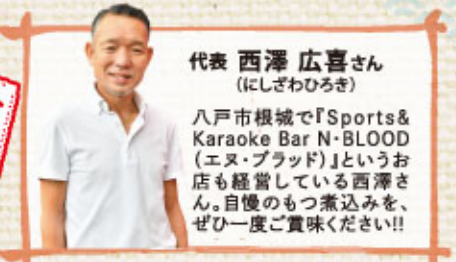 代表 西澤 広喜さん
(にしざわひろき)
八戸市根城で『Sports&
Karaoke Bar N・BLOOD
(エヌ・ブラッド)』というお
店も経営している西澤さ
ん。自慢のもつ煮込みを、
ぜひ一度ご賞味ください!!